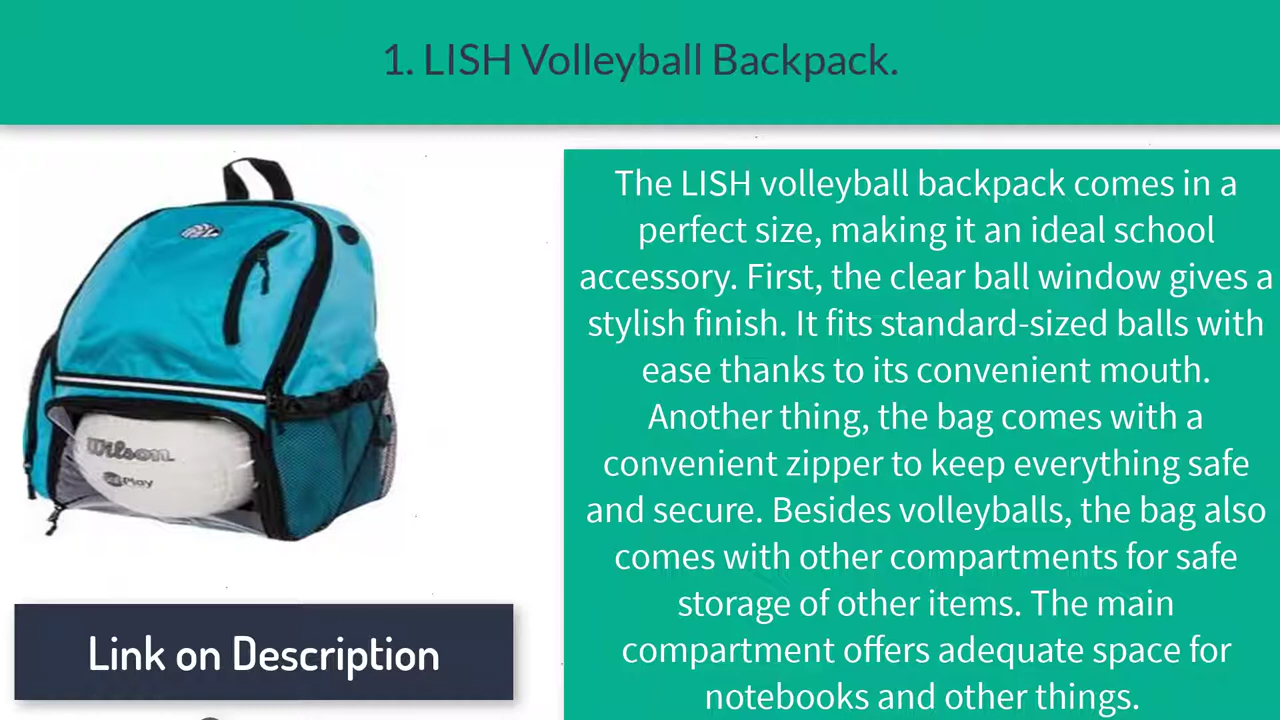 1. LISH Volleyball Backpack.
The LISH volleyball backpack comes in a
perfect size, making it an ideal school
accessory. First, the clear ball window gives a
stylish finish. It fits standard-sized balls with
ease thanks to its convenient mouth.
Another thing, the bag comes with a
convenient zipper to keep everything safe
and secure. Besides volleyballs, the bag also
comes with other compartments for safe
storage of other items. The main
compartment offers adequate space for
notebooks and other things.
Wilson
Play
Link on Description